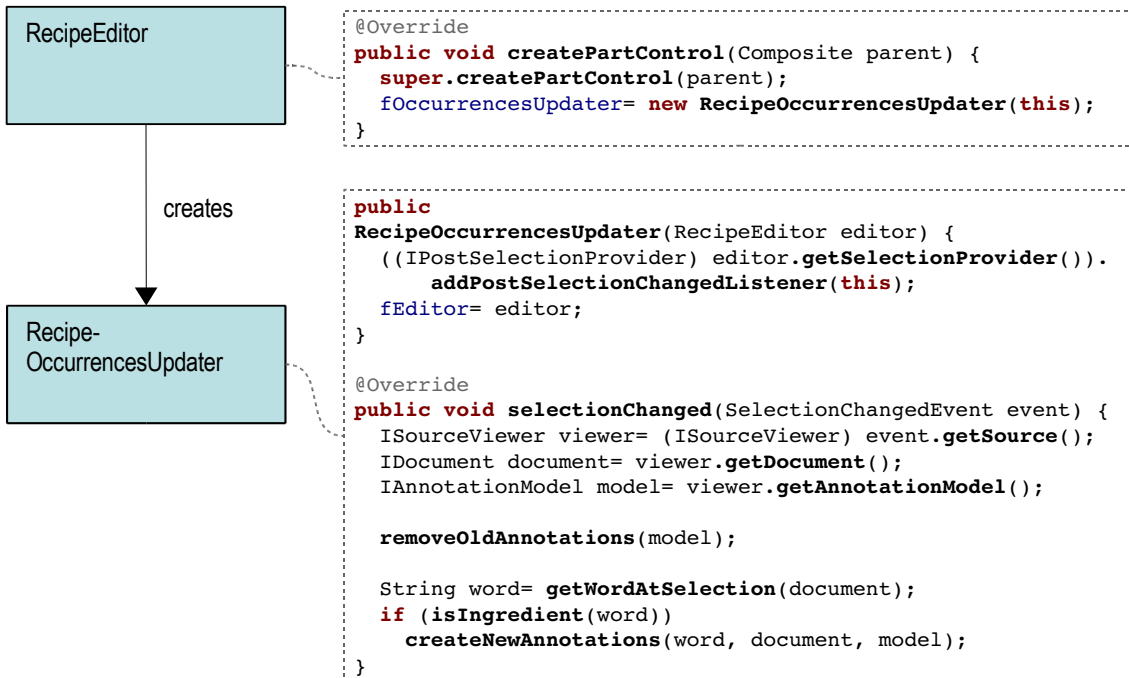 RecipeEditor
@Override
public void createPartControl(Composite parent) {
  super.createPartControl(parent);
  fOccurrencesUpdater= new RecipeOccurrencesUpdater(this);
}
creates
Recipe-
OccurrencesUpdater
public
RecipeOccurrencesUpdater(RecipeEditor editor) {
  ((IPostSelectionProvider) editor.getSelectionProvider()).
      addPostSelectionChangedListener(this);
  fEditor= editor;
}
@Override
public void selectionChanged(SelectionChangedEvent event) {
  ISourceViewer viewer= (ISourceViewer) event.getSource();
  IDocument document= viewer.getDocument();
  IAnnotationModel model= viewer.getAnnotationModel();
  removeOldAnnotations(model);
  String word= getWordAtSelection(document);
  if (isIngredient(word))
    createNewAnnotations(word, document, model);
}